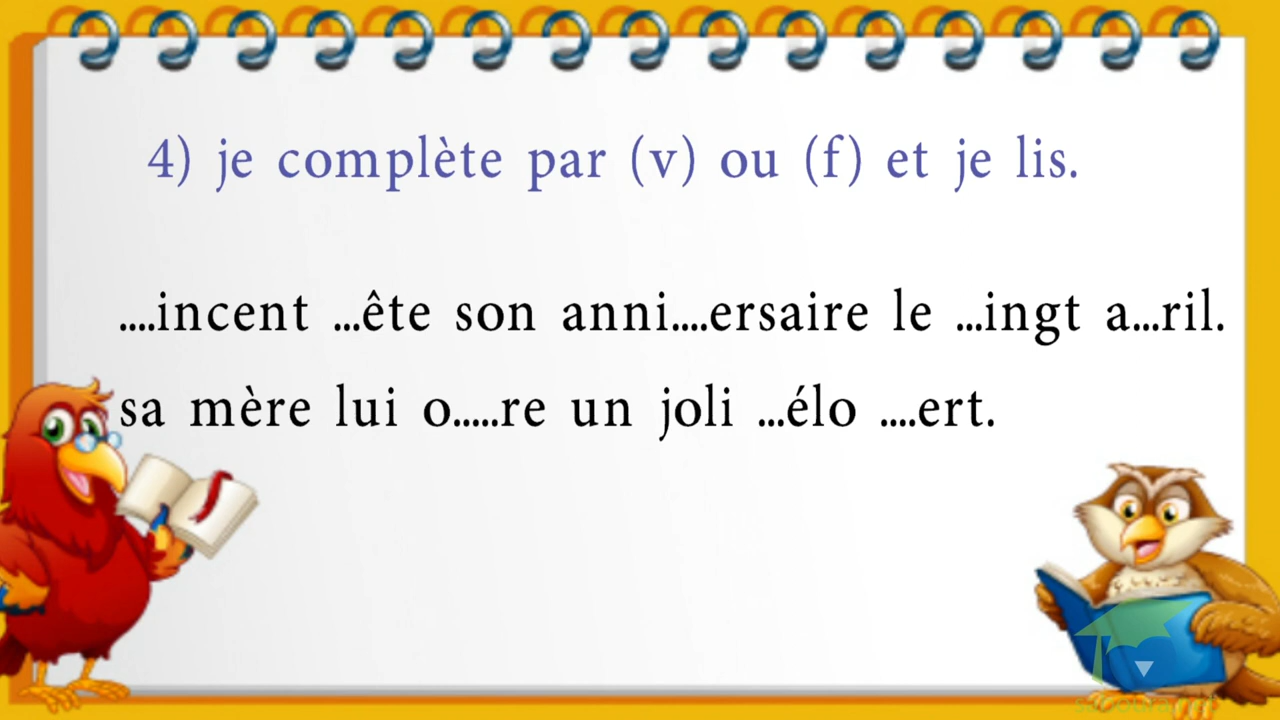 4) je complète par (v) ou (f) et je lis.
....incent ...ête son anni....ersaire le ...ingt a...ril.
sa mère lui o.....re un joli ...élo ....ert.